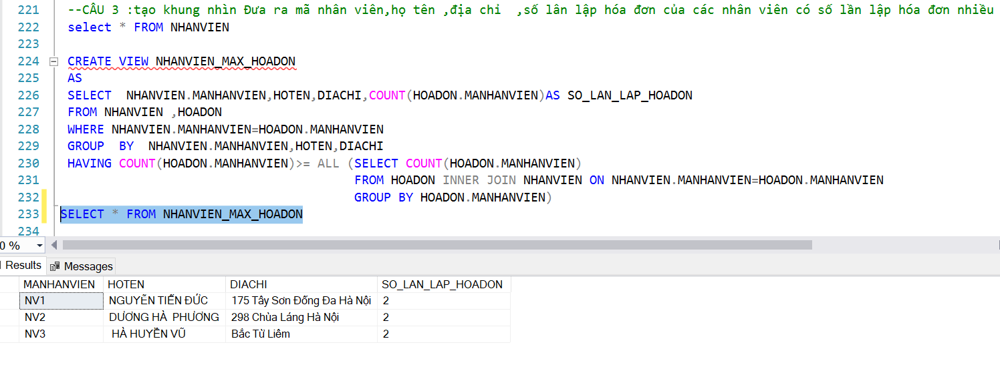 221 --CÂU 3 :tạo khung nhìn Đưa ra mã nhân viên,họ tên ,địa chỉ ,số lân lập hóa đơn của các nhân viên có số lần lập hóa đơn nhiều
222 select * FROM NHANVIEN
223
224 CREATE VIEW NHANVIEN_MAX_HOADON
225 AS
226 SELECT NHANVIEN.MANHANVIEN,HOTEN,DIACHI,COUNT(HOADON.MANHANVIEN)AS SO_LAN_LAP_HOADON
227 FROM NHANVIEN ,HOADON
228 WHERE NHANVIEN.MANHANVIEN=HOADON.MANHANVIEN
229 GROUP BY NHANVIEN.MANHANVIEN,HOTEN,DIACHI
230 HAVING COUNT(HOADON.MANHANVIEN)>= ALL (SELECT COUNT(HOADON.MANHANVIEN)
231 FROM HOADON INNER JOIN NHANVIEN ON NHANVIEN.MANHANVIEN=HOADON.MANHANVIEN
232 GROUP BY HOADON.MANHANVIEN)
233 SELECT * FROM NHANVIEN_MAX_HOADON
234
0 %
Results Messages
MANHANVIEN HOTEN DIACHI SO_LAN_LAP_HOADON
NV1 NGUYỄN TIẾN ĐỨC 175 Tây Sơn Đống Đa Hà Nội 2
NV2 DƯƠNG HÀ PHƯƠNG 298 Chùa Láng Hà Nội 2
NV3 HÀ HUYỀN VŨ Bắc Từ Liêm 2